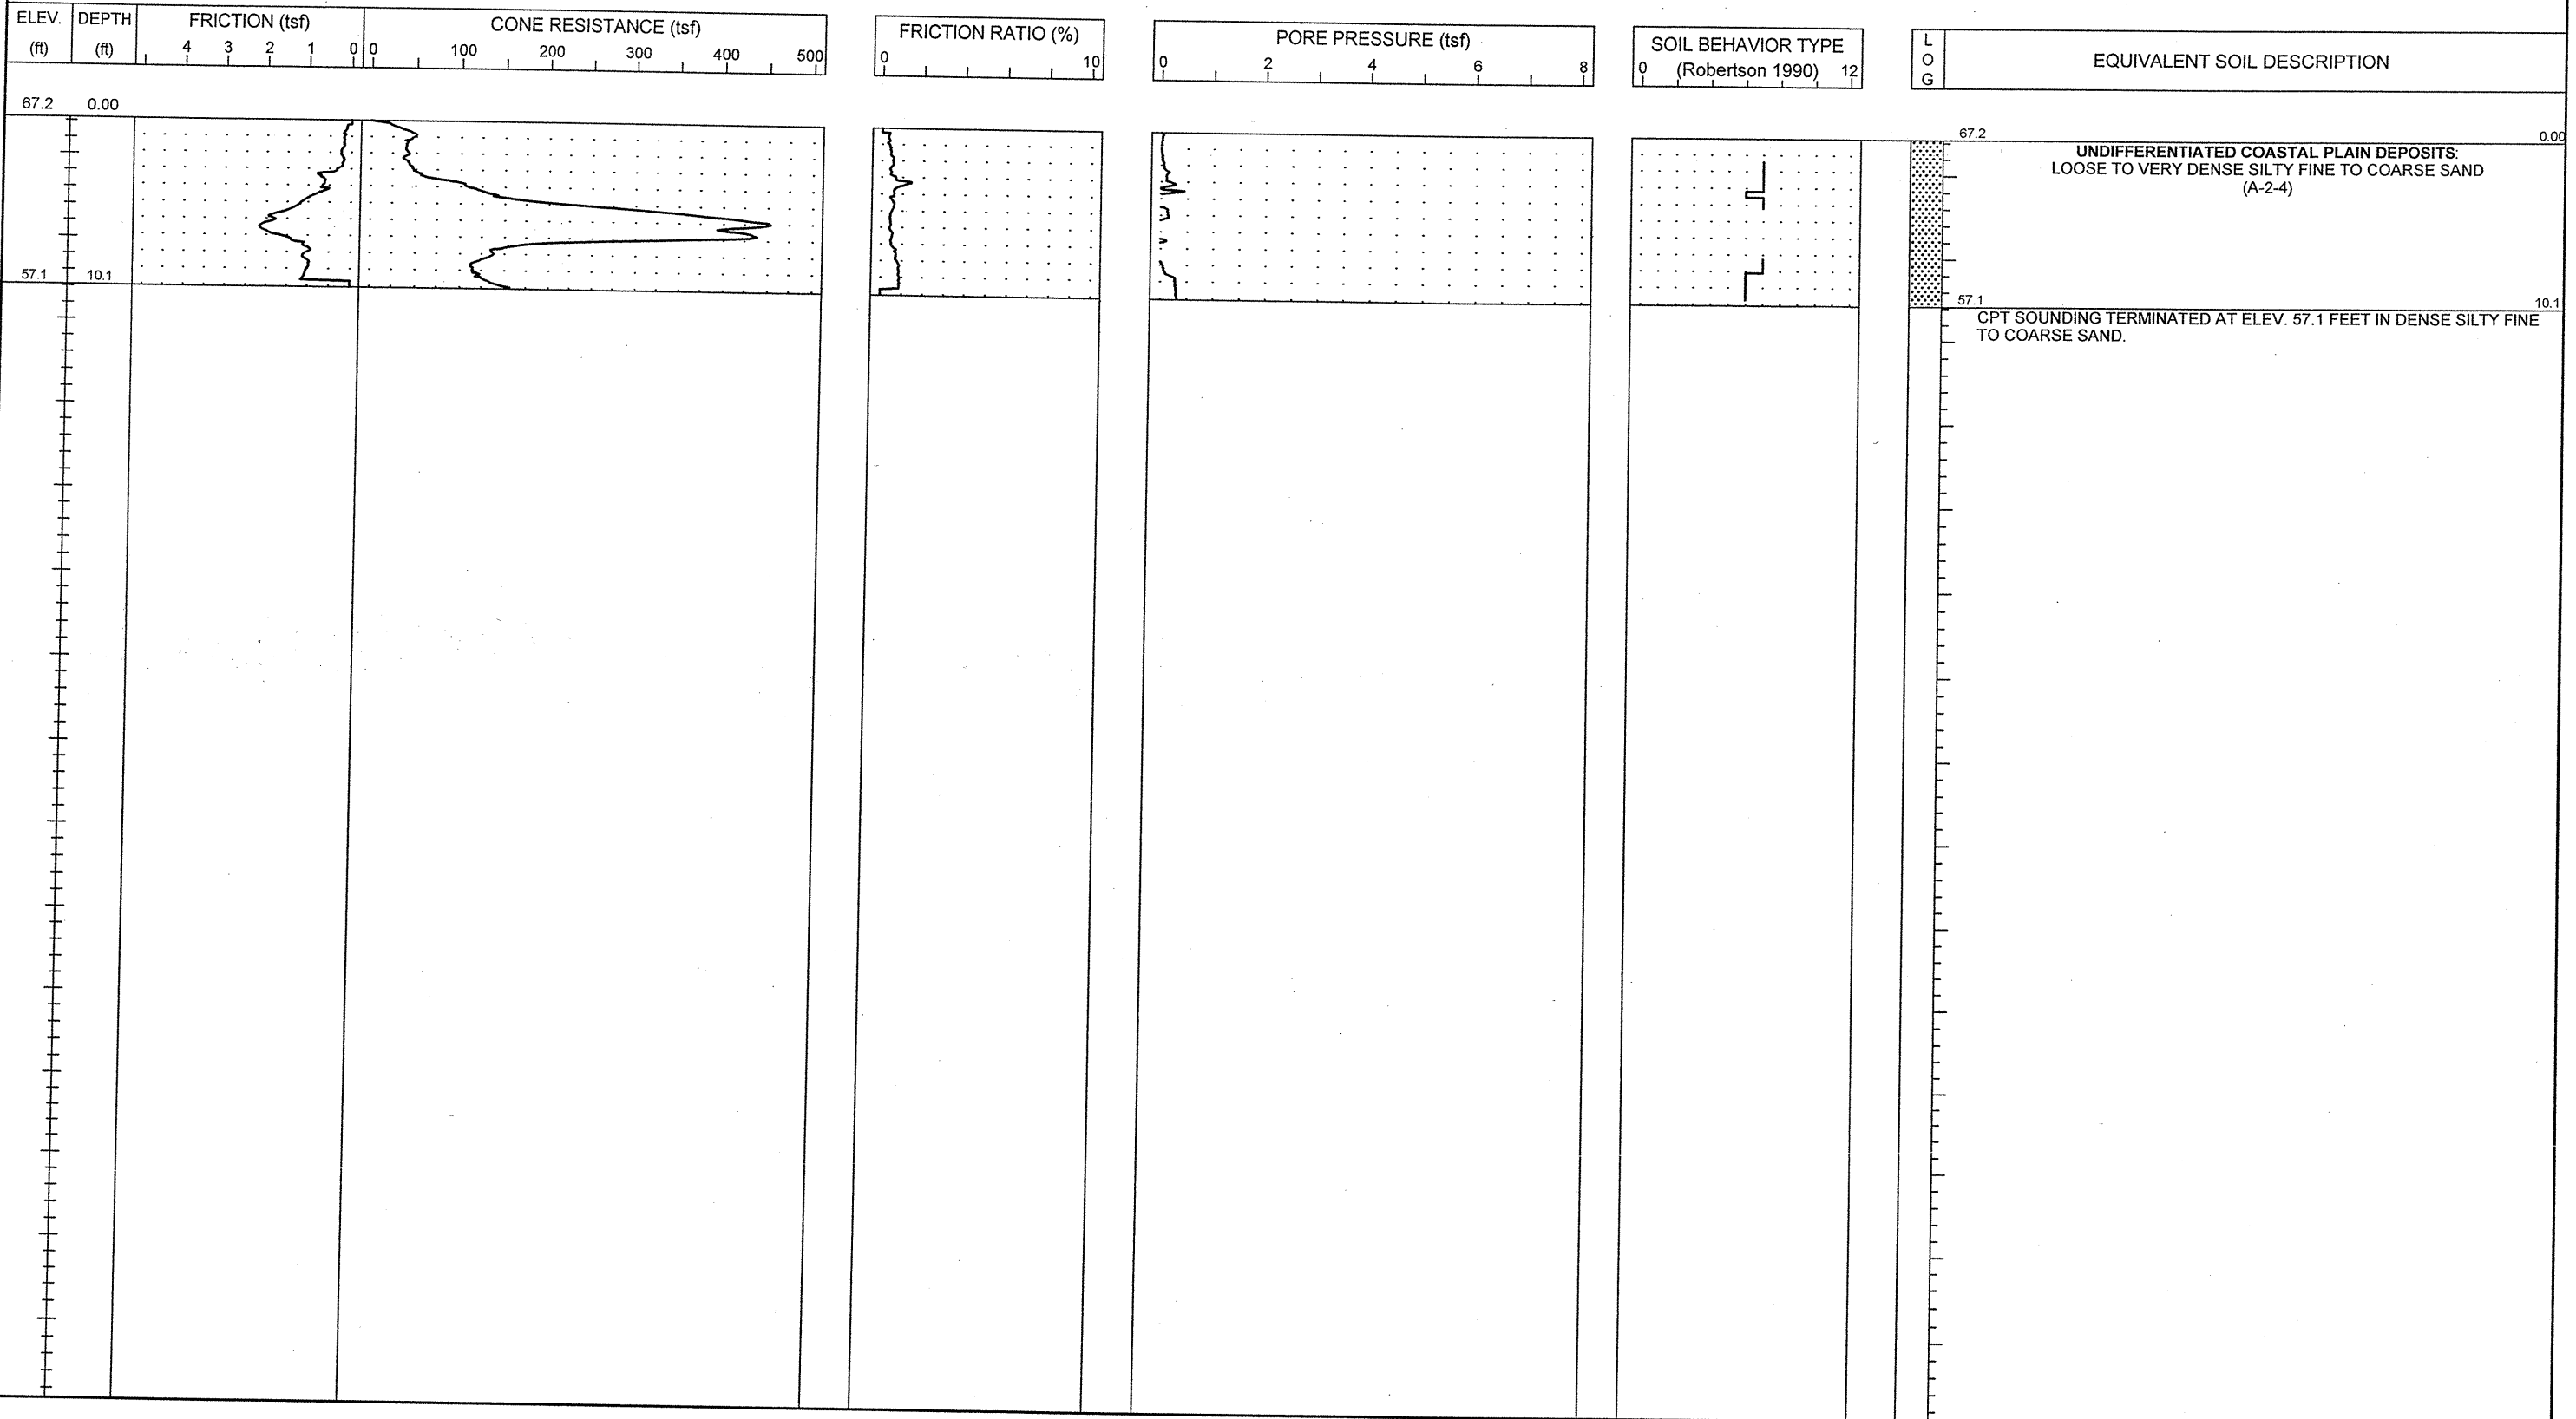 ELEV. DEPTH FRICTION (tsf) CONE RESISTANCE (tsf) FRICTION RATIO (%) PORE PRESSURE (tsf) SOIL BEHAVIOR TYPE L
(ft) (ft) 4 3 2 1 0 0 100 200 300 400 500 0 10 0 2 4 6 8 0 (Robertson 1990) 12 O EQUIVALENT SOIL DESCRIPTION
G
67.2 0.00
67.2 0.00
UNDIFFERENTIATED COASTAL PLAIN DEPOSITS:
LOOSE TO VERY DENSE SILTY FINE TO COARSE SAND
(A-2-4)
57.1 10.1
57.1 10.1
CPT SOUNDING TERMINATED AT ELEV. 57.1 FEET IN DENSE SILTY FINE
TO COARSE SAND.